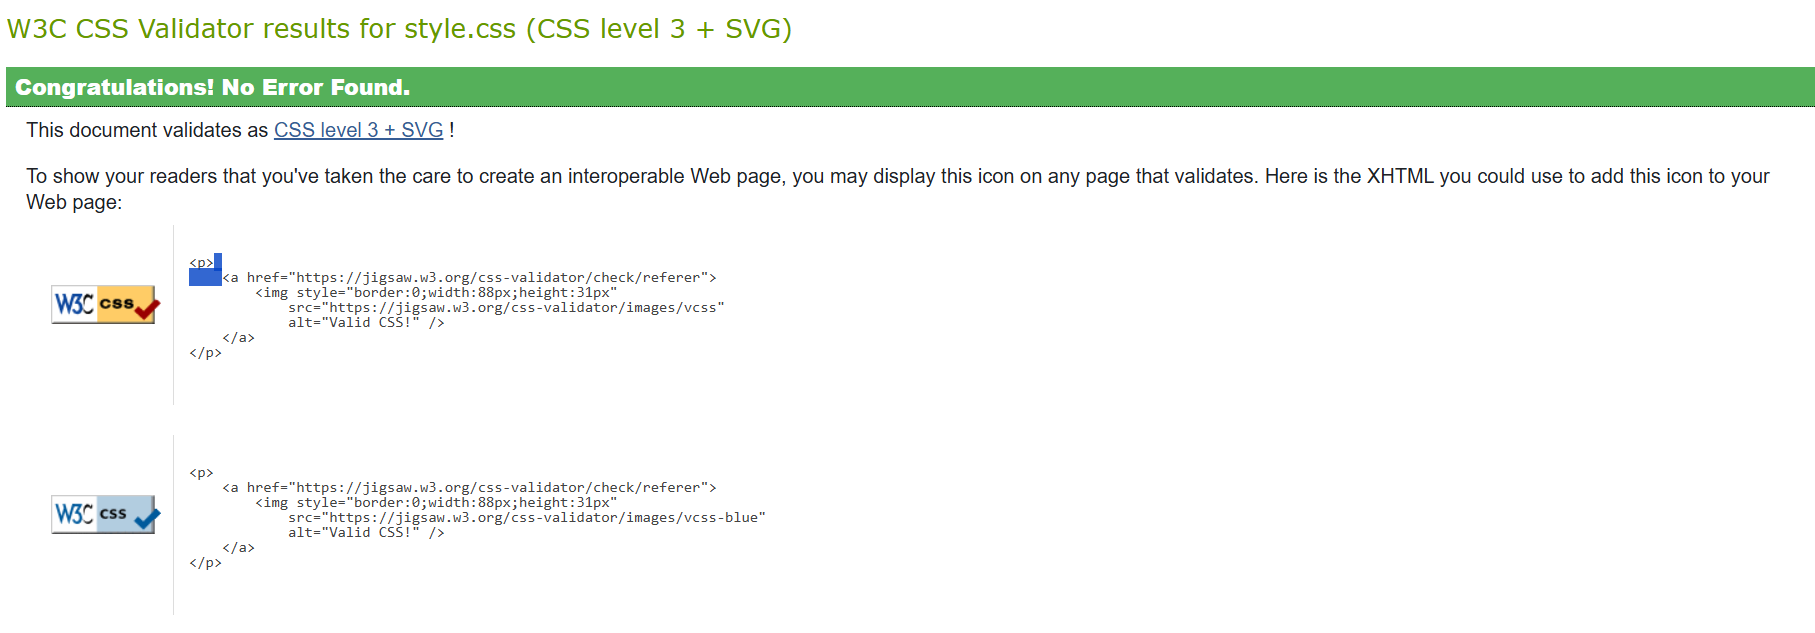 W3C CSS Validator results for style.css (CSS level 3 + SVG)
Congratulations! No Error Found.
This document validates as CSS level 3 + SVG !
To show your readers that you've taken the care to create an interoperable Web page, you may display this icon on any page that validates. Here is the XHTML you could use to add this icon to your
Web page:
W3C css
<p>
<a href="https://jigsaw.w3.org/css-validator/check/referer">
<img style="border:0;width:88px;height:31px"
src="https://jigsaw.w3.org/css-validator/images/vcss"
alt="Valid CSS!" />
</a>
</p>
W3C css
<p>
<a href="https://jigsaw.w3.org/css-validator/check/referer">
<img style="border:0;width:88px;height:31px"
src="https://jigsaw.w3.org/css-validator/images/vcss-blue"
alt="Valid CSS!" />
</a>
</p>